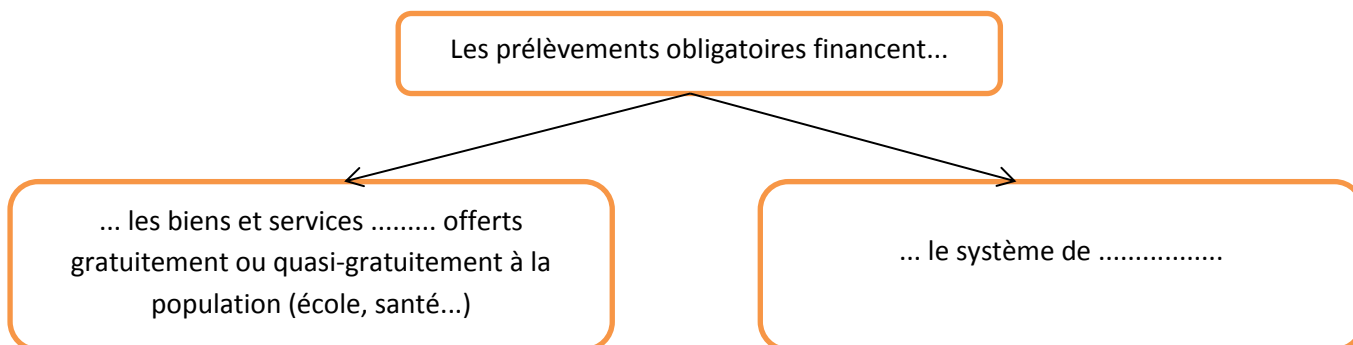 Les prélèvements obligatoires financent...
... les biens et services ......... offerts
gratuitement ou quasi-gratuitement à la
population (école, santé...)
... le système de .................